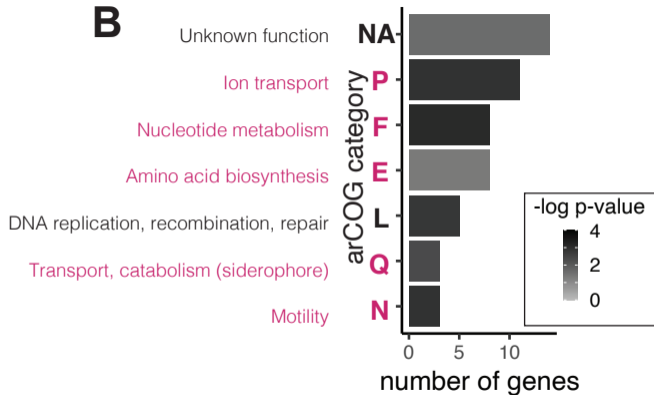 B
Unknown function NA
Ion transport P
Nucleotide metabolism F
Amino acid biosynthesis E
DNA replication, recombination, repair L
Transport, catabolism (siderophore) Q
Motility N
arCOG category
-log p-value
4
2
0
0 5 10
number of genes